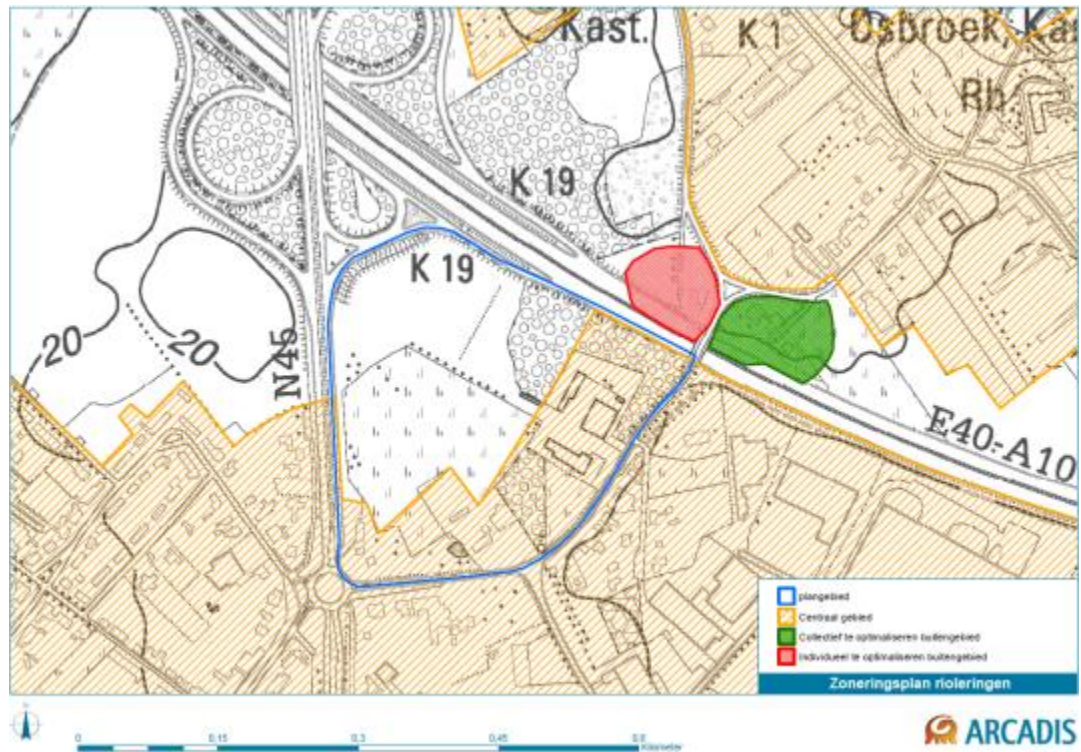 Kast.
K 1
Osbroek, Kas
Rb
K 19
K 19
20
20
N45
E40-A10
plangebied
Centraal gebied
Collectief te optimaliseren buitengebied
Individueel te optimaliseren buitengebied
Zoneringsplan rioleringen
0 0,15 0,3 0,45 0,6
Kilometer
ARCADIS